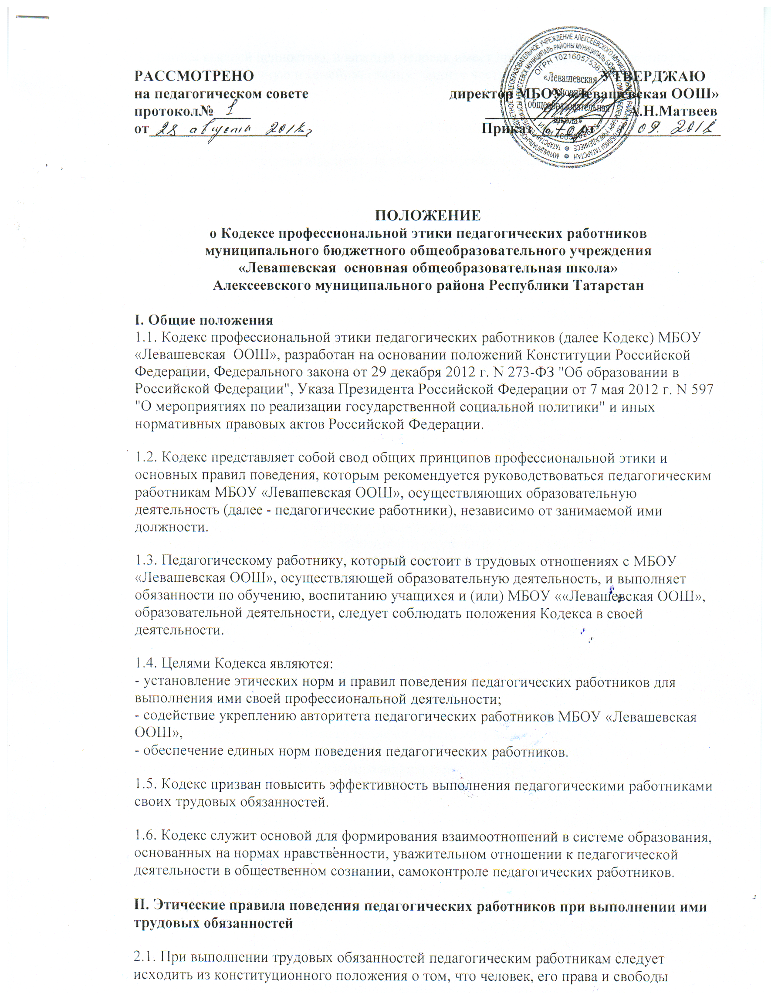 РАССМОТРЕНО
на педагогическом совете
протокол№ 1
от 28 августа 2018г
УТВЕРДЖАЮ
директор МБОУ «Левашевская ООШ»
А.Н.Матвеев
Приказ от 09. 2018
«Левашевская
основная
общеобразовательная
школа»
ПОЛОЖЕНИЕ
о Кодексе профессиональной этики педагогических работников
муниципального бюджетного общеобразовательного учреждения
«Левашевская основная общеобразовательная школа»
Алексеевского муниципального района Республики Татарстан
I. Общие положения
1.1. Кодекс профессиональной этики педагогических работников (далее Кодекс) МБОУ
«Левашевская ООШ», разработан на основании положений Конституции Российской
Федерации, Федерального закона от 29 декабря 2012 г. N 273-ФЗ "Об образовании в
Российской Федерации", Указа Президента Российской Федерации от 7 мая 2012 г. N 597
"О мероприятиях по реализации государственной социальной политики" и иных
нормативных правовых актов Российской Федерации.
1.2. Кодекс представляет собой свод общих принципов профессиональной этики и
основных правил поведения, которым рекомендуется руководствоваться педагогическим
работникам МБОУ «Левашевская ООШ», осуществляющих образовательную
деятельность (далее - педагогические работники), независимо от занимаемой ими
должности.
1.3. Педагогическому работнику, который состоит в трудовых отношениях с МБОУ
«Левашевская ООШ», осуществляющей образовательную деятельность, и выполняет
обязанности по обучению, воспитанию учащихся и (или) МБОУ ««Левашевская ООШ»,
образовательной деятельности, следует соблюдать положения Кодекса в своей
деятельности.
1.4. Целями Кодекса являются:
- установление этических норм и правил поведения педагогических работников для
выполнения ими своей профессиональной деятельности;
- содействие укреплению авторитета педагогических работников МБОУ «Левашевская
ООШ»,
- обеспечение единых норм поведения педагогических работников.
1.5. Кодекс призван повысить эффективность выполнения педагогическими работниками
своих трудовых обязанностей.
1.6. Кодекс служит основой для формирования взаимоотношений в системе образования,
основанных на нормах нравственности, уважительном отношении к педагогической
деятельности в общественном сознании, самоконтроле педагогических работников.
II. Этические правила поведения педагогических работников при выполнении ими
трудовых обязанностей
2.1. При выполнении трудовых обязанностей педагогическим работникам следует
исходить из конституционного положения о том, что человек, его права и свободы